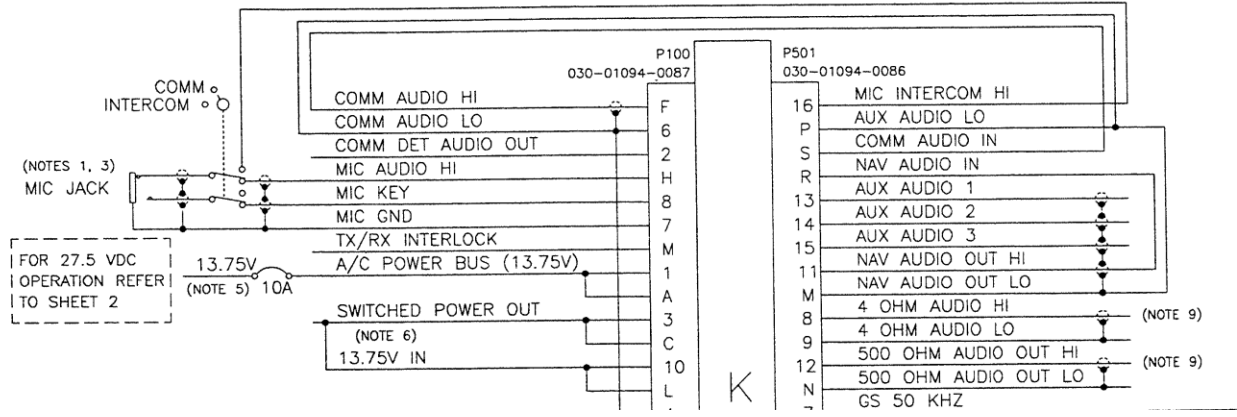 P100
030-01094-0087
P501
030-01094-0086
COMM
INTERCOM
(NOTES 1, 3)
MIC JACK
FOR 27.5 VDC
OPERATION REFER
TO SHEET 2
13.75V
(NOTE 5) 10A
COMM AUDIO HI F
COMM AUDIO LO 6
COMM DET AUDIO OUT 2
MIC AUDIO HI H
MIC KEY 8
MIC GND 7
TX/RX INTERLOCK M
A/C POWER BUS (13.75V) 1
A
SWITCHED POWER OUT 3
(NOTE 6) C
13.75V IN 10
L
K
16 MIC INTERCOM HI
P AUX AUDIO LO
S COMM AUDIO IN
R NAV AUDIO IN
13 AUX AUDIO 1
14 AUX AUDIO 2
15 AUX AUDIO 3
11 NAV AUDIO OUT HI
M NAV AUDIO OUT LO
8 4 OHM AUDIO HI (NOTE 9)
9 4 OHM AUDIO LO
12 500 OHM AUDIO OUT HI (NOTE 9)
N 500 OHM AUDIO OUT LO
GS 50 KHZ